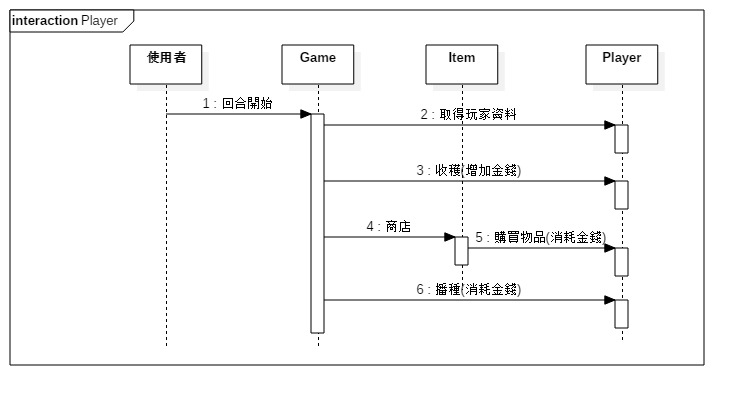 interaction Player
使用者
Game
Item
Player
1 : 回合開始
2 : 取得玩家資料
3 : 收穫(增加金錢)
4 : 商店
5 : 購買物品(消耗金錢)
6 : 播種(消耗金錢)